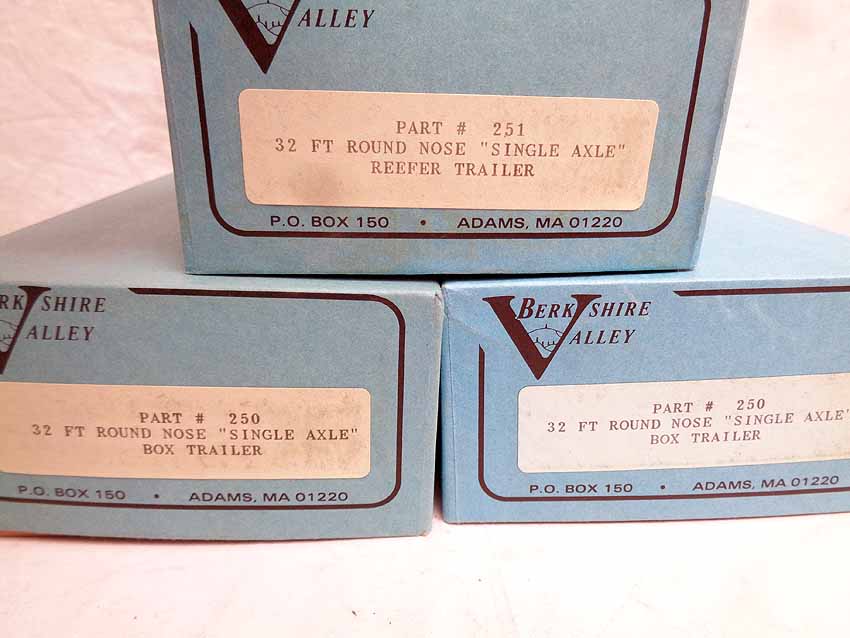 VALLEY
PART # 251
32 FT ROUND NOSE "SINGLE AXLE"
REEFER TRAILER
P.O. BOX 150 • ADAMS, MA 01220
RKSHIRE
VALLEY
PART # 250
32 FT ROUND NOSE "SINGLE AXLE"
BOX TRAILER
P.O. BOX 150 • ADAMS, MA 01220
BERKSHIRE
VALLEY
PART # 250
32 FT ROUND NOSE "SINGLE AXLE"
BOX TRAILER
P.O. BOX 150 • ADAMS, MA 01220